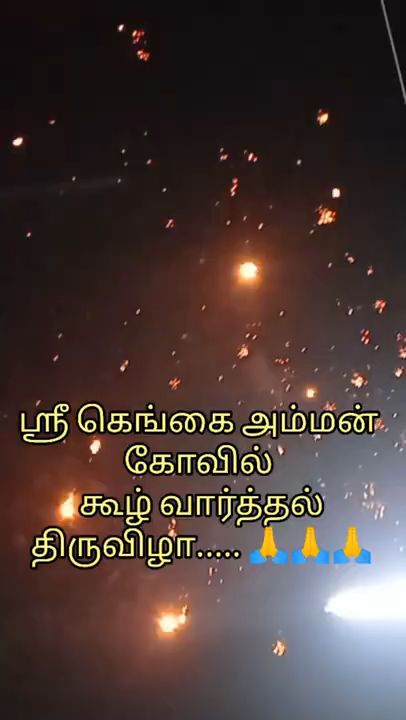 ஸ்ரீ கெங்கை அம்மன்
கோவில்
கூழ் வார்த்தல்
திருவிழா..... 🙏🙏🙏